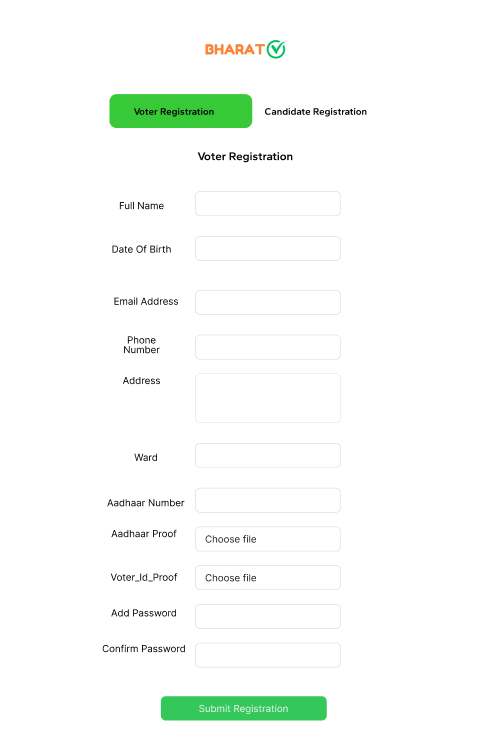 BHARAT
Voter Registration
Candidate Registration
Voter Registration
Full Name
Date Of Birth
Email Address
Phone
Number
Address
Ward
Aadhaar Number
Aadhaar Proof
Choose file
Voter_Id_Proof
Choose file
Add Password
Confirm Password
Submit Registration